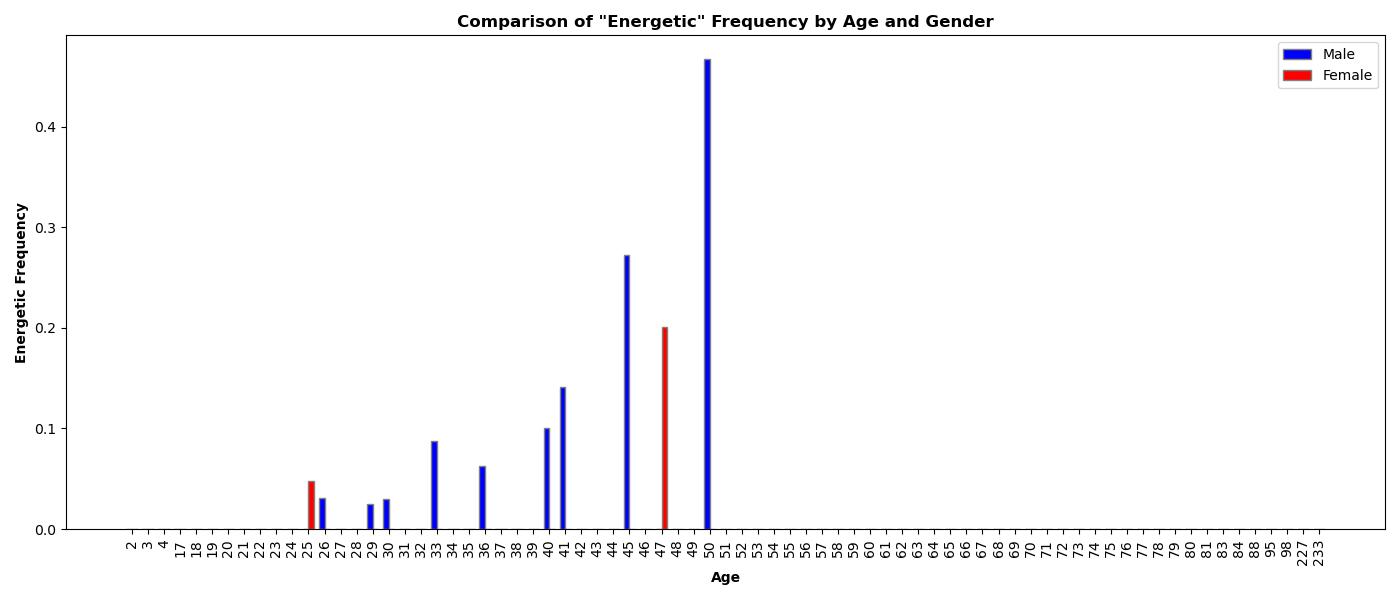 Comparison of "Energetic" Frequency by Age and Gender
Male
Female
Energetic Frequency
0.4
0.3
0.2
0.1
0.0
2 3 4 17 18 19 20 21 22 23 24 25 26 27 28 29 30 31 32 33 34 35 36 37 38 39 40 41 42 43 44 45 46 47 48 49 50 51 52 53 54 55 56 57 58 59 60 61 62 63 64 65 66 67 68 69 70 71 72 73 74 75 76 77 78 79 80 81 83 84 88 95 98 227 233
Age